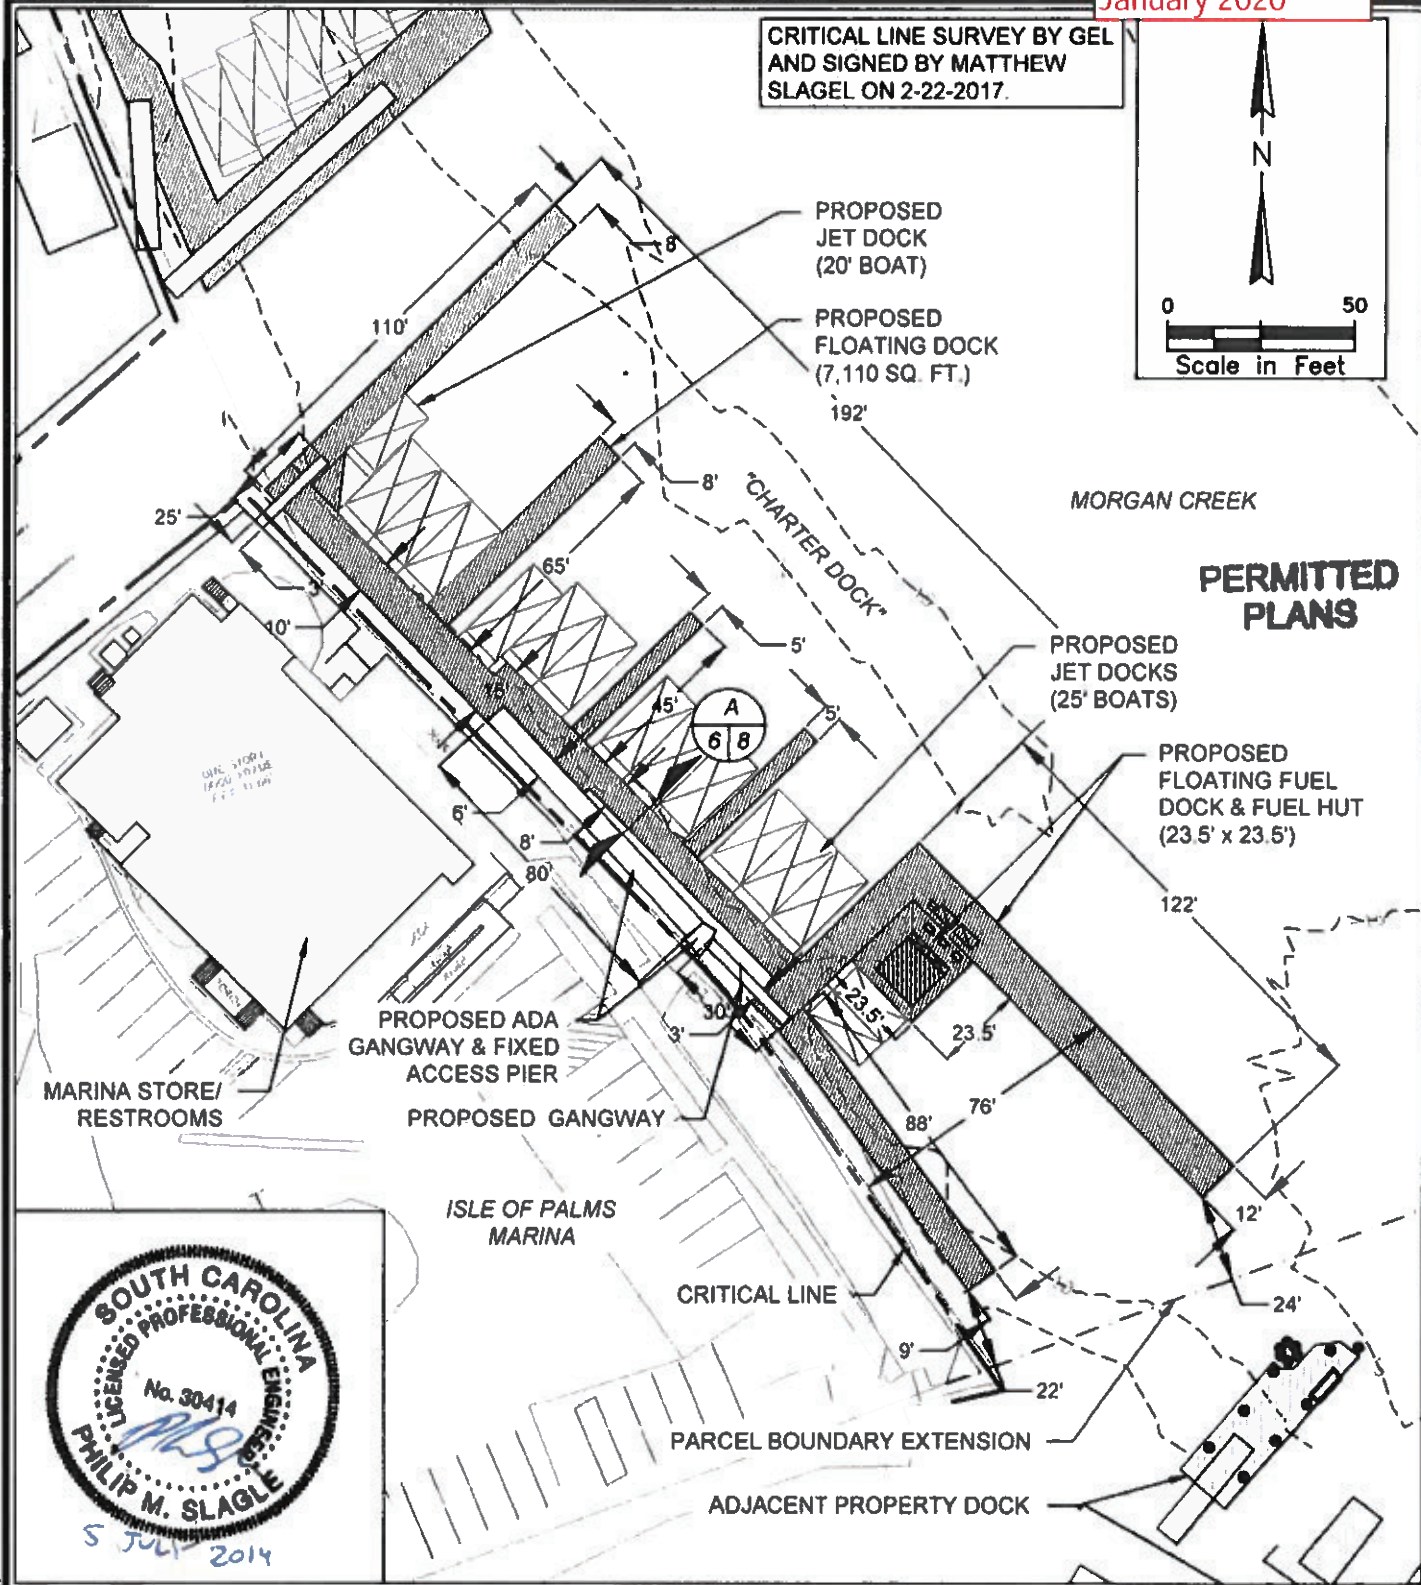 January 2020
CRITICAL LINE SURVEY BY GEL
AND SIGNED BY MATTHEW
SLAGEL ON 2-22-2017.
N
0 50
Scale in Feet
PROPOSED
JET DOCK
(20' BOAT)
8'
PROPOSED
FLOATING DOCK
(7,110 SQ. FT.)
110'
192'
8'
"CHARTER DOCK"
MORGAN CREEK
PERMITTED
PLANS
25'
3'
10'
65'
5'
15'
45'
A
6 8
5'
PROPOSED
JET DOCKS
(25' BOATS)
PROPOSED
FLOATING FUEL
DOCK & FUEL HUT
(23.5' x 23.5')
6'
8'
80'
122'
23.5'
23.5'
30'
3'
76'
88'
PROPOSED ADA
GANGWAY & FIXED
ACCESS PIER
MARINA STORE/
RESTROOMS
PROPOSED GANGWAY
ISLE OF PALMS
MARINA
12'
24'
CRITICAL LINE
9'
22'
PARCEL BOUNDARY EXTENSION
ADJACENT PROPERTY DOCK
SOUTH CAROLINA
LICENSED PROFESSIONAL ENGINEER
No. 30414
PHILIP M. SLAGLE
5 JULY 2014